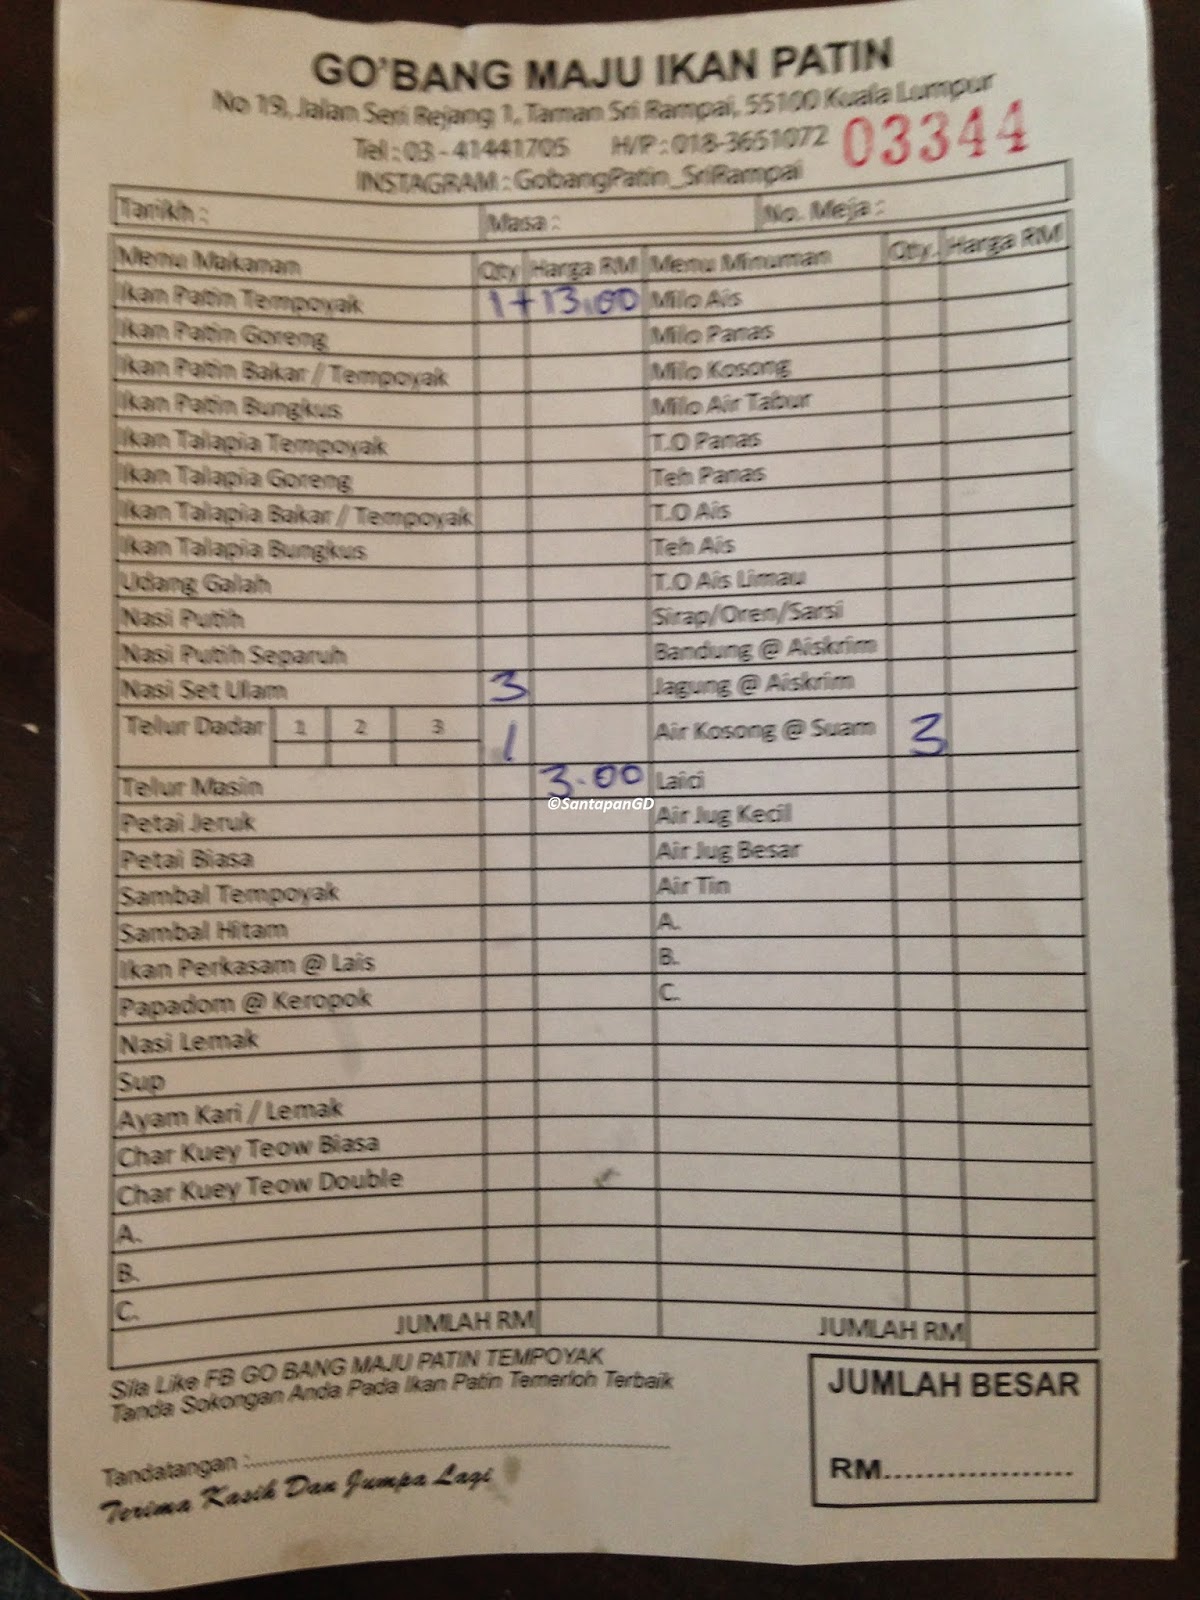 GO'BANG MAJU IKAN PATIN
No 19, Jalan Seri Rejang 1, Taman Sri Rampai, 55100 Kuala Lumpur
Tel : 03 - 41441705 H/P : 018-3651072 03344
INSTAGRAM : GobangPatin_SriRampai
Tarikh : Masa : No. Meja :
Menu Makanan Qty Harga RM Menu Minuman Qty. Harga RM
Ikan Patin Tempoyak 1+ 13.00 Milo Ais
Ikan Patin Goreng Milo Panas
Ikan Patin Bakar / Tempoyak Milo Kosong
Ikan Patin Bungkus Milo Air Tabur
Ikan Talapia Tempoyak T.O Panas
Ikan Talapia Goreng Teh Panas
Ikan Talapia Bakar / Tempoyak T.O Ais
Ikan Talapia Bungkus Teh Ais
Udang Galah T.O Ais Limau
Nasi Putih Sirap/Oren/Sarsi
Nasi Putih Separuh Bandung @ Aiskrim
Nasi Set Ulam 3 Jagung @ Aiskrim
Telur Dadar 1 2 3 1 Air Kosong @ Suam 3
Telur Masin 3.00 Laici
©SantapanGD
Petai Jeruk Air Jug Kecil
Petai Biasa Air Jug Besar
Sambal Tempoyak Air Tin
Sambal Hitam A.
Ikan Perkasam @ Lais B.
Papadom @ Keropok C.
Nasi Lemak
Sup
Ayam Kari / Lemak
Char Kuey Teow Biasa
Char Kuey Teow Double
A.
B.
C.
JUMLAH RM JUMLAH RM
Sila Like FB GO BANG MAJU PATIN TEMPOYAK
Tanda Sokongan Anda Pada Ikan Patin Temerloh Terbaik
JUMLAH BESAR
RM...................
Tandatangan :
Terima Kasih Dan Jumpa Lagi